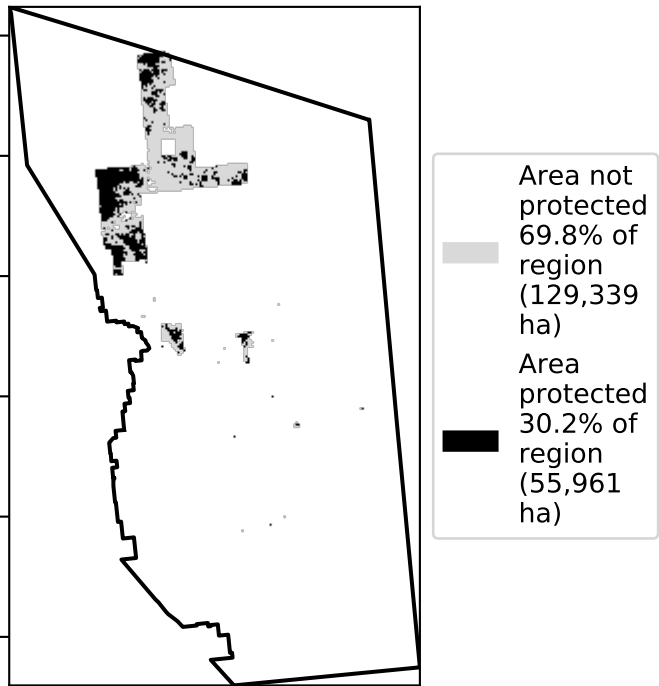 Area not
protected
69.8% of
region
(129,339
ha)
Area
protected
30.2% of
region
(55,961
ha)